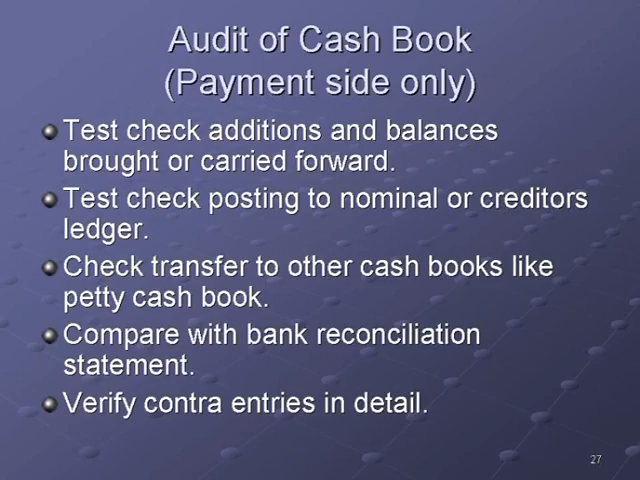 Audit of Cash Book
(Payment side only)
Test check additions and balances
brought or carried forward.
Test check posting to nominal or creditors
ledger.
Check transfer to other cash books like
petty cash book.
Compare with bank reconciliation
statement.
Verify contra entries in detail.
27